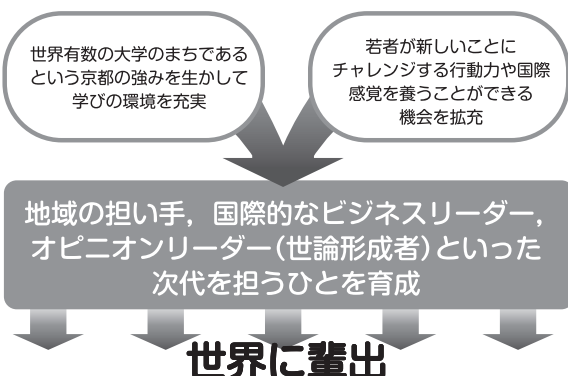 世界有数の大学のまちである
という京都の強みを生かして
学びの環境を充実
若者が新しいことに
チャレンジする行動力や国際
感覚を養うことができる
機会を拡充
地域の担い手，国際的なビジネスリーダー，
オピニオンリーダー（世論形成者）といった
次代を担うひとを育成
世界に輩出